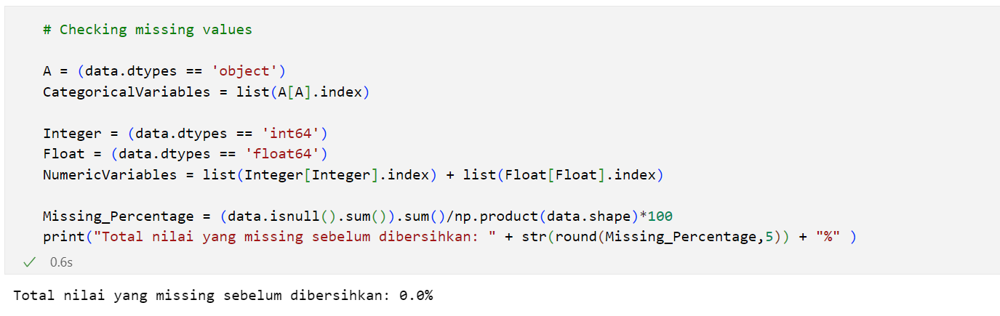 # Checking missing values
A = (data.dtypes == 'object')
CategoricalVariables = list(A[A].index)
Integer = (data.dtypes == 'int64')
Float = (data.dtypes == 'float64')
NumericVariables = list(Integer[Integer].index) + list(Float[Float].index)
Missing_Percentage = (data.isnull().sum()).sum()/np.product(data.shape)*100
print("Total nilai yang missing sebelum dibersihkan: " + str(round(Missing_Percentage,5)) + "%" )
✓ 0.6s
Total nilai yang missing sebelum dibersihkan: 0.0%